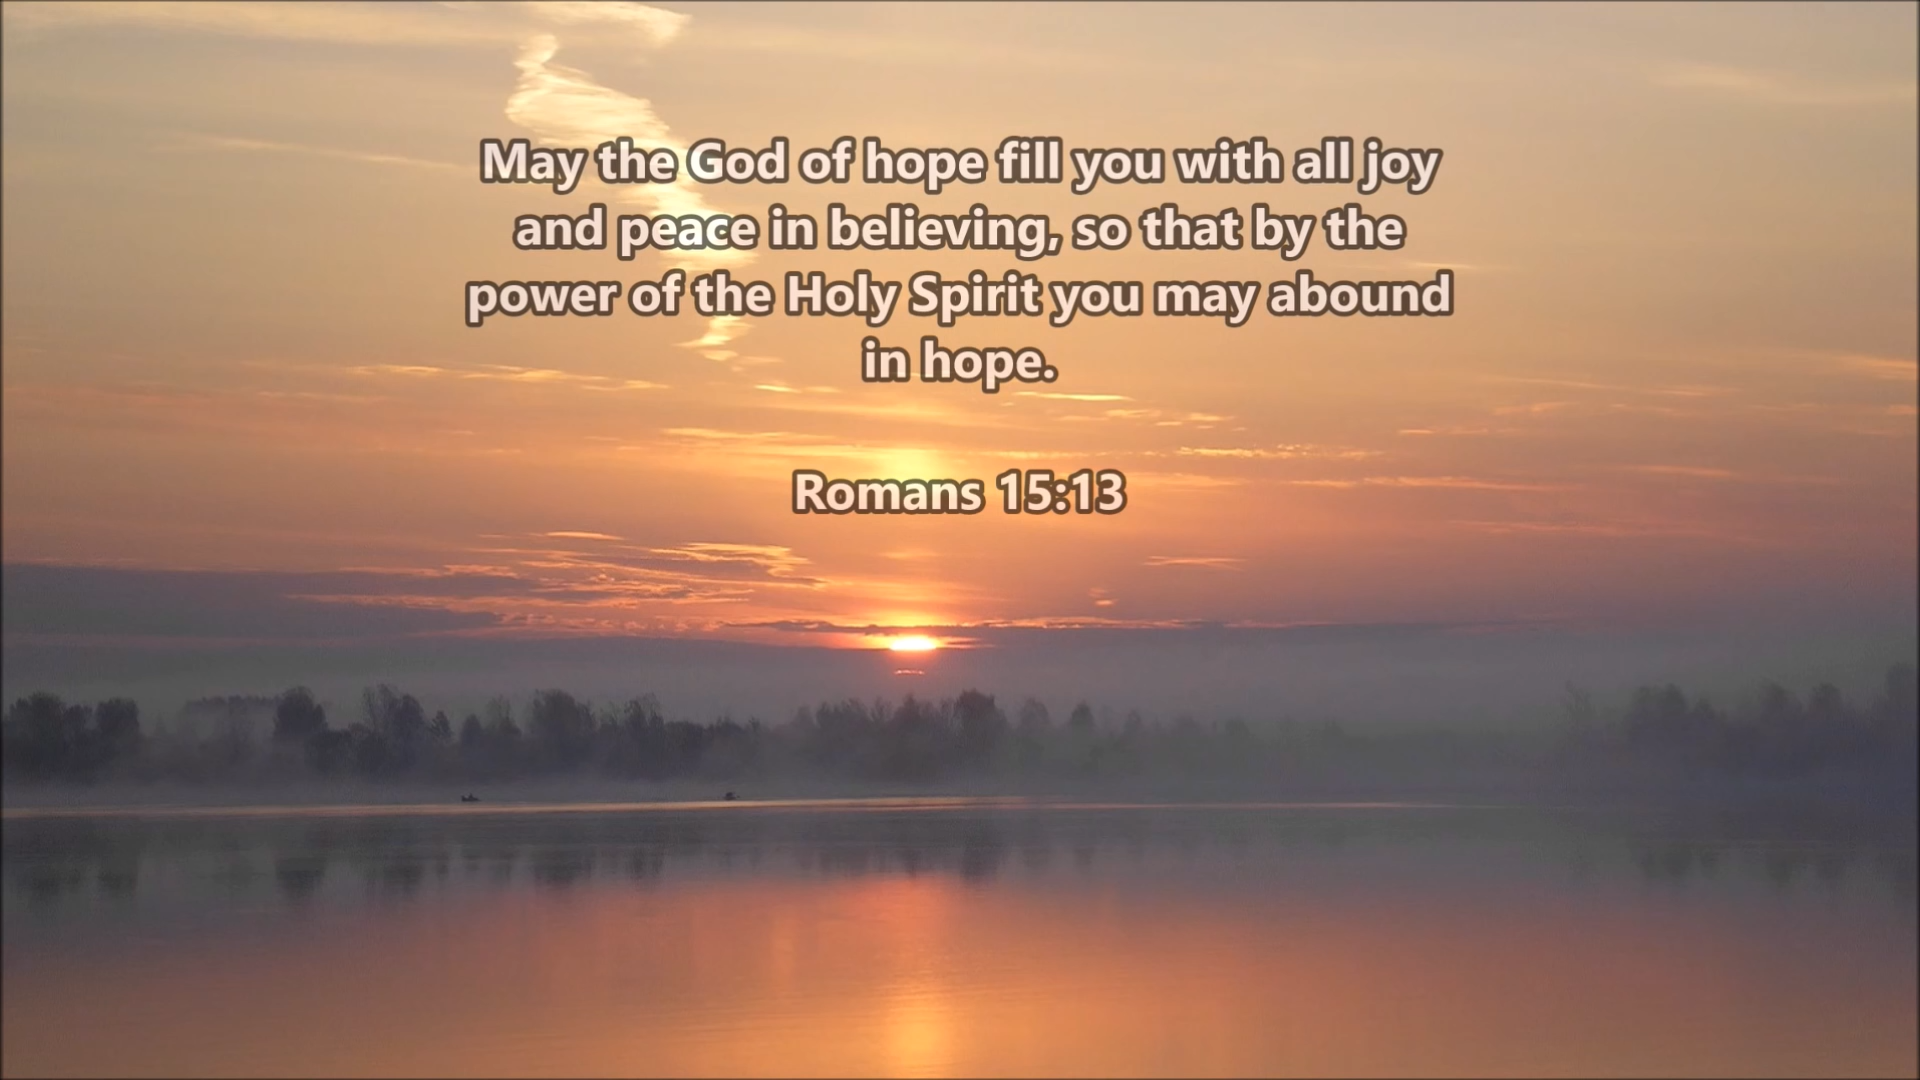 May the God of hope fill you with all joy
and peace in believing, so that by the
power of the Holy Spirit you may abound
in hope.
Romans 15:13